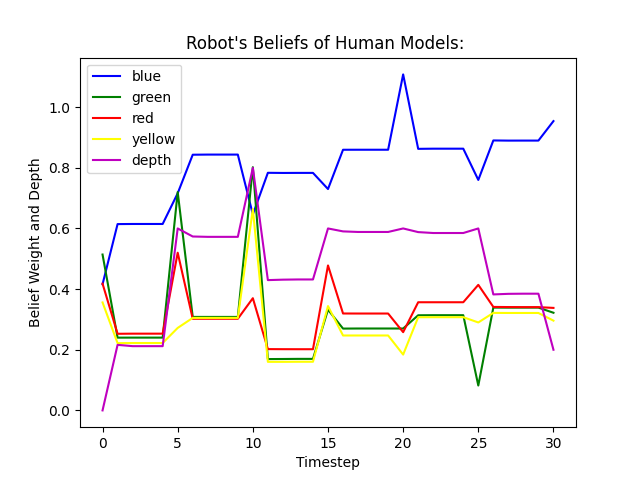 Robot's Beliefs of Human Models:
blue
green
red
yellow
depth
Belief Weight and Depth
1.0
0.8
0.6
0.4
0.2
0.0
0 5 10 15 20 25 30
Timestep